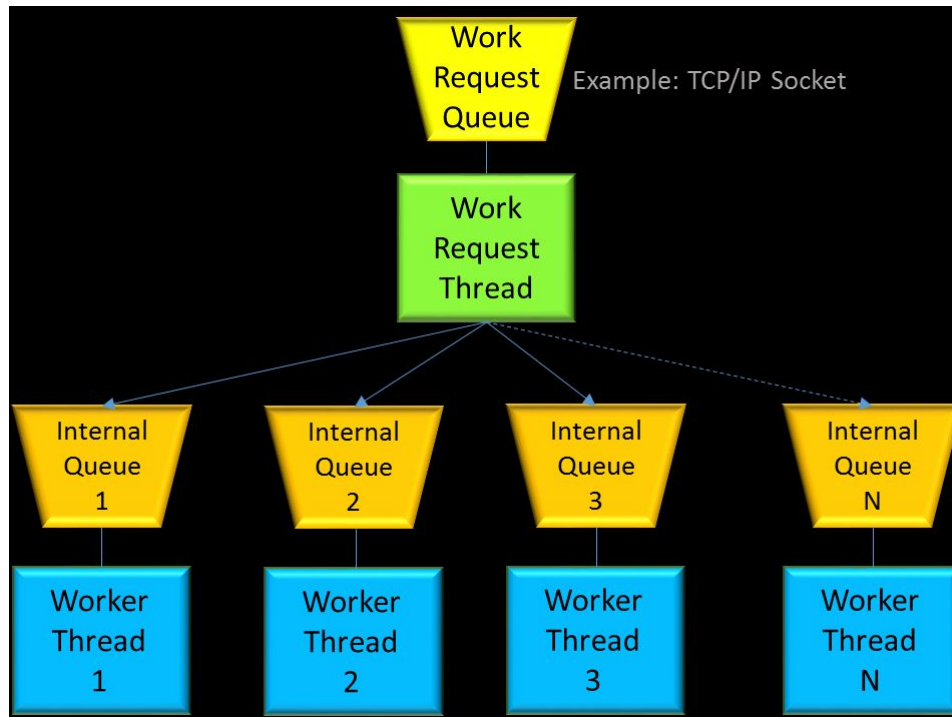 Work
Request
Queue
Example: TCP/IP Socket
Work
Request
Thread
Internal
Queue
1
Internal
Queue
2
Internal
Queue
3
Internal
Queue
N
Worker
Thread
1
Worker
Thread
2
Worker
Thread
3
Worker
Thread
N